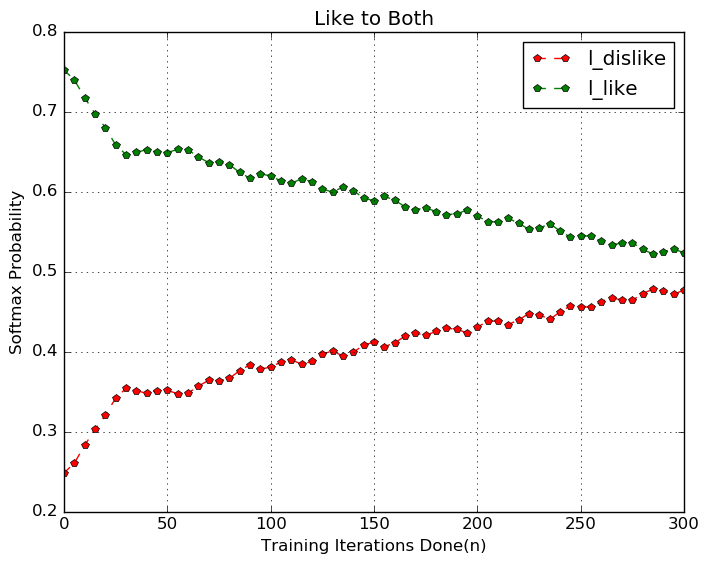 Like to Both
l_dislike
l_like
Softmax Probability
0.8
0.7
0.6
0.5
0.4
0.3
0.2
0 50 100 150 200 250 300
Training Iterations Done(n)